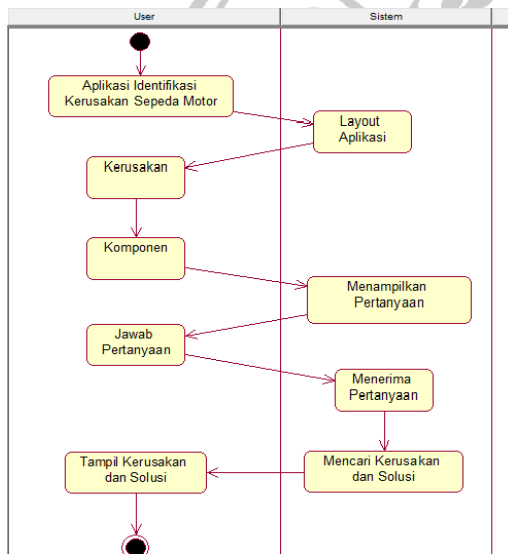 User
Sistem
Aplikasi Identifikasi
Kerusakan Sepeda Motor
Layout
Aplikasi
Kerusakan
Komponen
Menampilkan
Pertanyaan
Jawab
Pertanyaan
Menerima
Pertanyaan
Mencari Kerusakan
dan Solusi
Tampil Kerusakan
dan Solusi